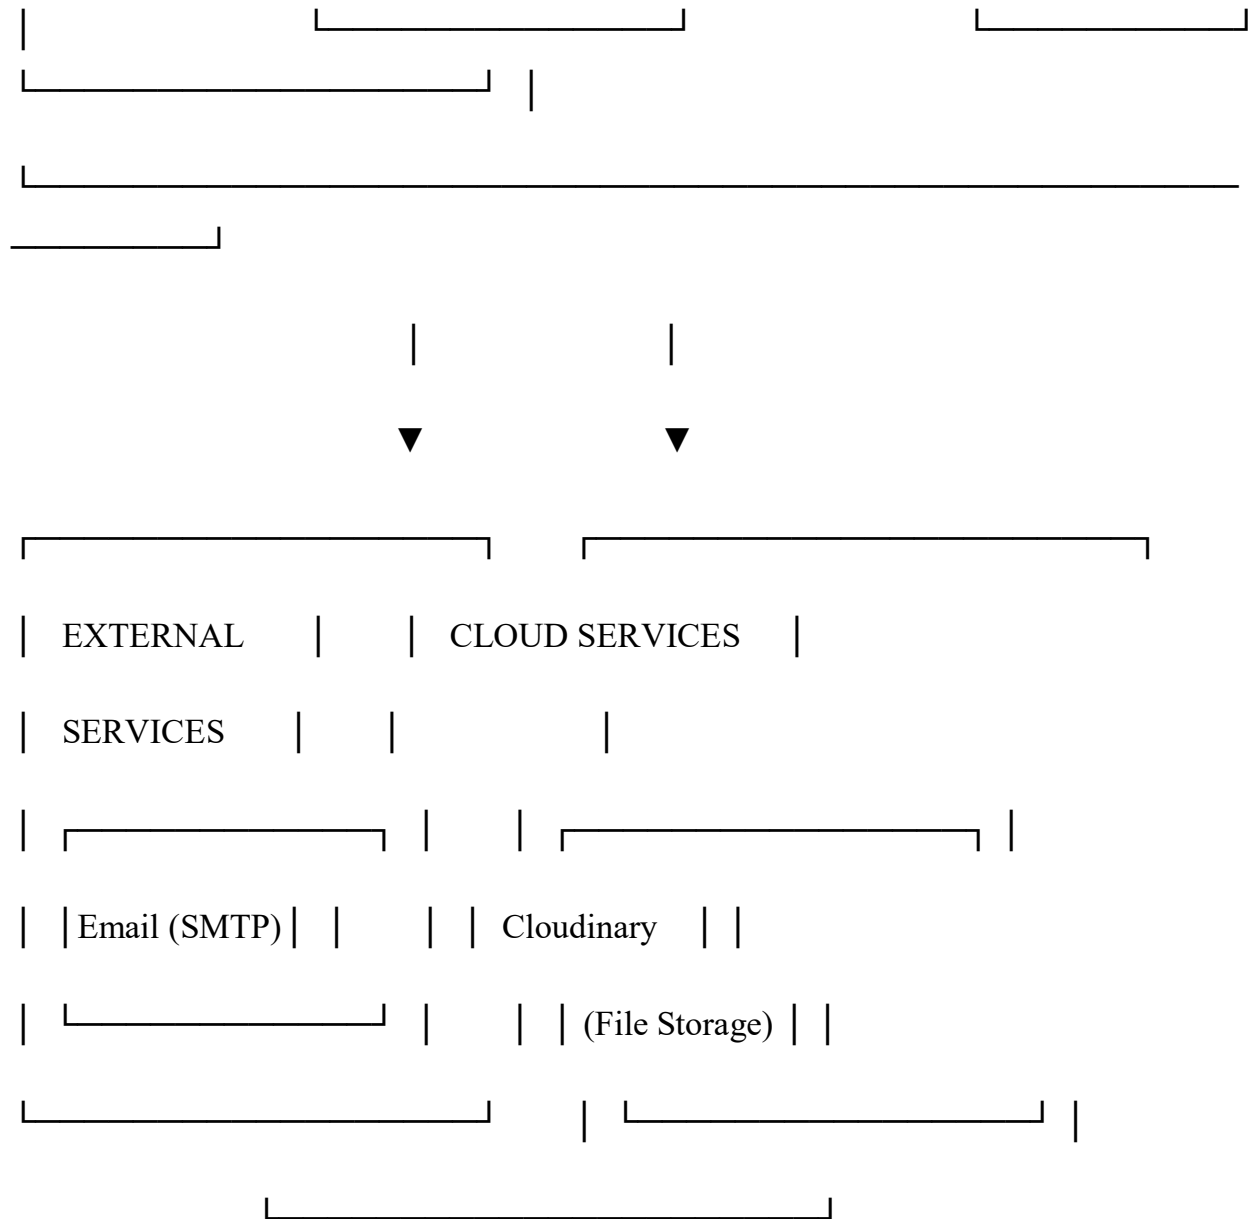 EXTERNAL CLOUD SERVICES
SERVICES
Email (SMTP) Cloudinary
(File Storage)